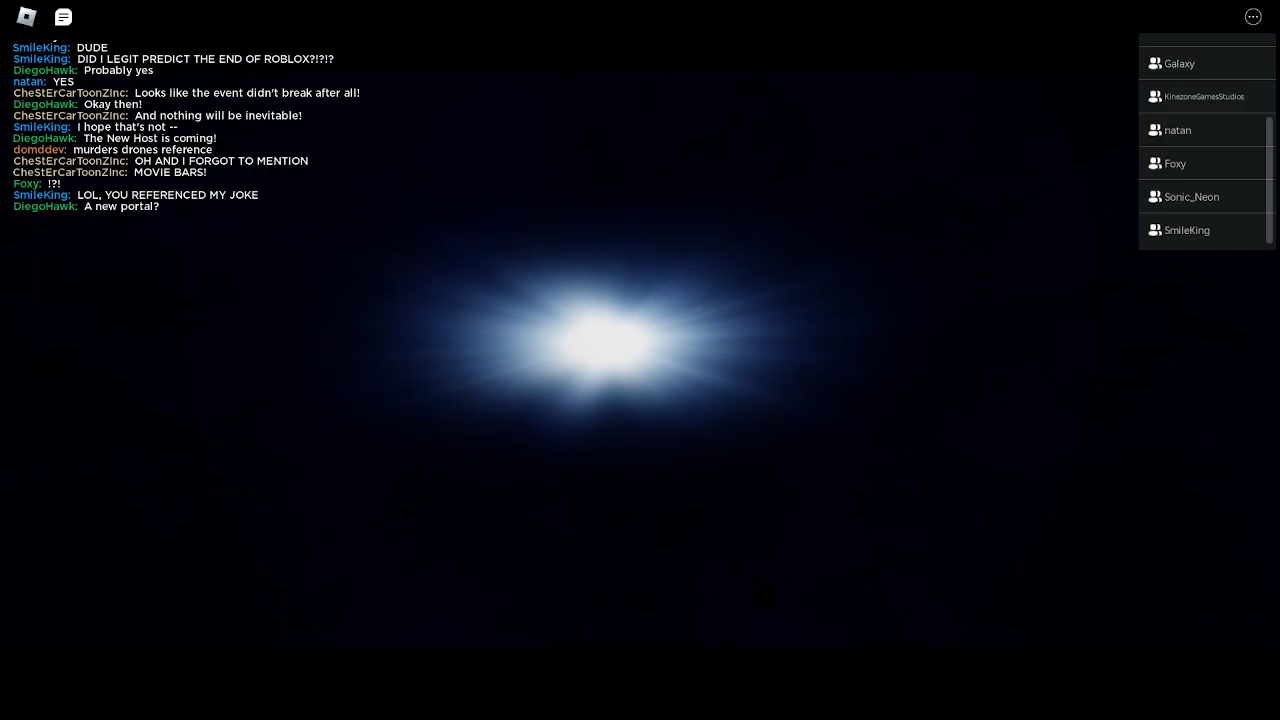 SmileKing: DUDE
SmileKing: DID I LEGIT PREDICT THE END OF ROBLOX?!?!?
DiegoHawk: Probably yes
natan: YES
CheStErCarToonZInc: Looks like the event didn't break after all!
DiegoHawk: Okay then!
CheStErCarToonZInc: And nothing will be inevitable!
SmileKing: I hope that's not --
DiegoHawk: The New Host is coming!
domddev: murders drones reference
CheStErCarToonZInc: OH AND I FORGOT TO MENTION
CheStErCarToonZInc: MOVIE BARS!
Foxy: !?!
SmileKing: LOL, YOU REFERENCED MY JOKE
DiegoHawk: A new portal?
Galaxy
KinezoneGamesStudios
natan
Foxy
Sonic_Neon
SmileKing